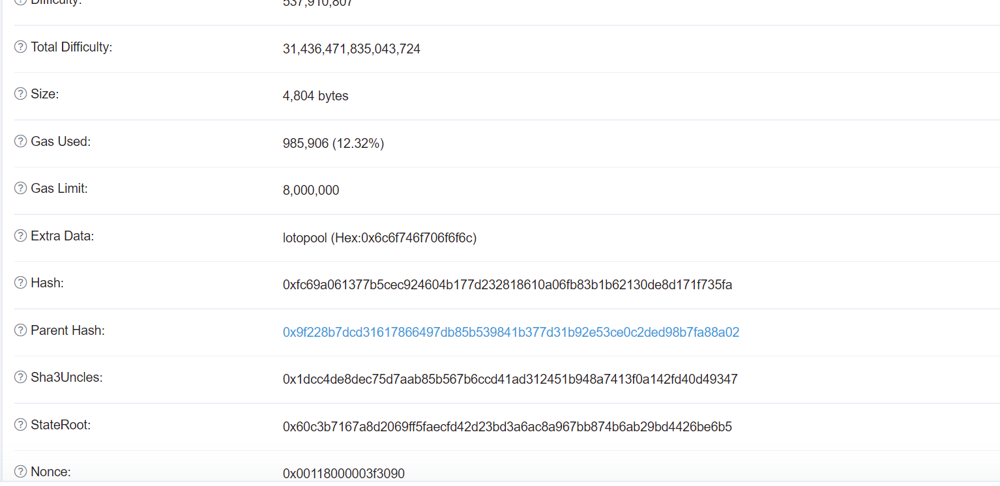 Difficulty: 537,910,807
Total Difficulty: 31,436,471,835,043,724
Size: 4,804 bytes
Gas Used: 985,906 (12.32%)
Gas Limit: 8,000,000
Extra Data: lotopool (Hex:0x6c6f746f706f6f6c)
Hash: 0xfc69a061377b5cec924604b177d232818610a06fb83b1b62130de8d171f735fa
Parent Hash: 0x9f228b7dcd31617866497db85b539841b377d31b92e53ce0c2ded98b7fa88a02
Sha3Uncles: 0x1dcc4de8dec75d7aab85b567b6ccd41ad312451b948a7413f0a142fd40d49347
StateRoot: 0x60c3b7167a8d2069ff5faecfd42d23bd3a6ac8a967bb874b6ab29bd4426be6b5
Nonce: 0x00118000003f3090